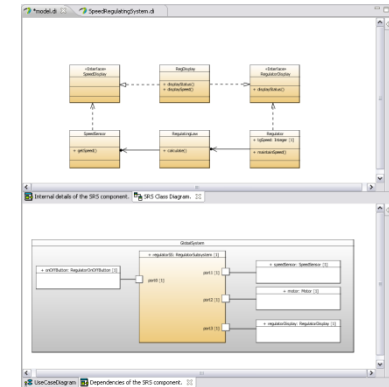 *model.di
SpeedRegulatingSystem.di
«Interface»
SpeedDisplay
RegDisplay
+ displayStatus()
+ displaySpeed()
«Interface»
RegulatorDisplay
+ displayStatus()
SpeedSensor
+ getSpeed()
RegulatingLaw
+ calculate()
Regulator
+ tgSpeed: Integer [1]
+ maintainSpeed()
Internal details of the SRS component.
SRS Class Diagram.
GlobalSystem
+ onOffButton: RegulatorOnOffButton [1]
+ regulatorSS: RegulatorSubsystem [1]
port0 [1]
port1 [1]
port2 [1]
port3 [1]
+ speedSensor: SpeedSensor [1]
+ motor: Motor [1]
+ regulatorDisplay: RegulatorDisplay [1]
UseCaseDiagram
Dependencies of the SRS component.